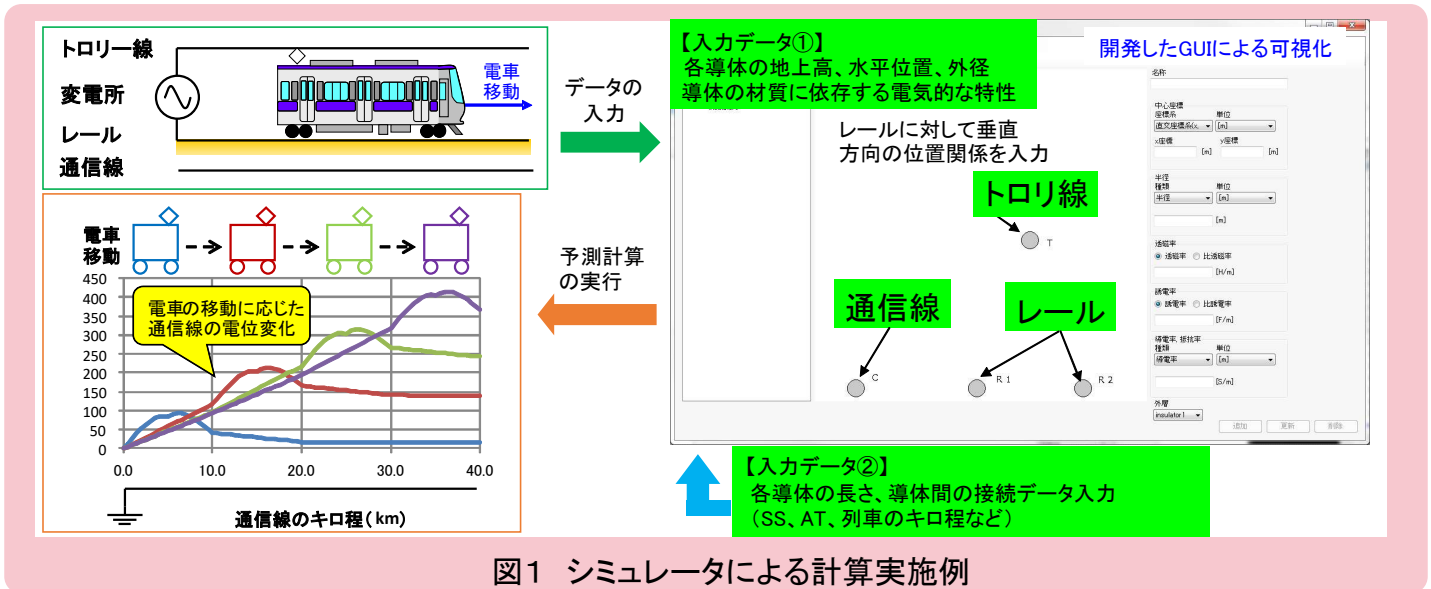 トロリー線
変電所
レール
通信線
電車
移動
データの
入力
【入力データ①】
各導体の地上高、水平位置、外径
導体の材質に依存する電気的な特性
開発したGUIによる可視化
レールに対して垂直
方向の位置関係を入力
トロリ線
T
通信線
レール
C
R 1
R 2
名称
中心座標
座標系
単位
直交座標系(x,
[m]
x座標
y座標
[m]
[m]
半径
種類
単位
半径
[m]
[m]
透磁率
透磁率
比透磁率
[H/m]
誘電率
誘電率
比誘電率
[F/m]
導電率, 抵抗率
種類
単位
導電率
[m]
[S/m]
外層
insulator1
追加
更新
削除
予測計算
の実行
電車
移動
電車の移動に応じた
通信線の電位変化
450
400
350
300
250
200
150
100
50
0
0.0
10.0
20.0
30.0
40.0
通信線のキロ程(km)
【入力データ②】
各導体の長さ、導体間の接続データ入力
（SS、AT、列車のキロ程など）
図1 シミュレータによる計算実施例